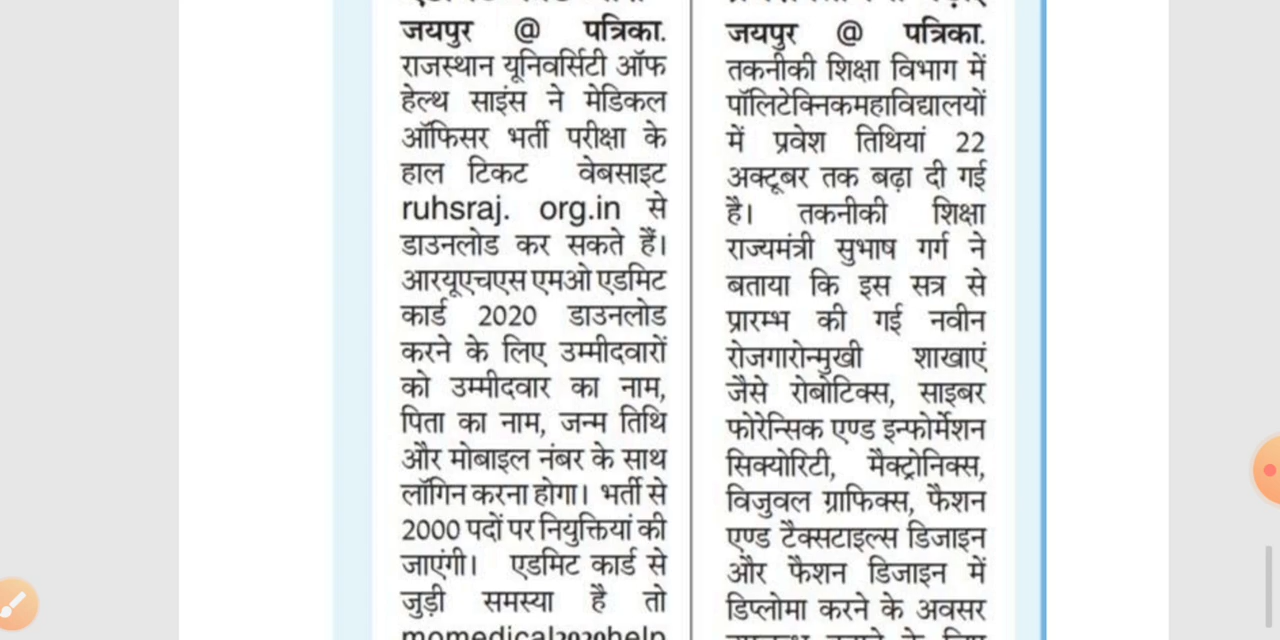 जयपुर @ पत्रिका.
राजस्थान यूनिवर्सिटी ऑफ
हेल्थ साइंस ने मेडिकल
ऑफिसर भर्ती परीक्षा के
हाल टिकट वेबसाइट
ruhsraj. org.in से
डाउनलोड कर सकते हैं।
आरयूएचएस एमओ एडमिट
कार्ड 2020 डाउनलोड
करने के लिए उम्मीदवारों
को उम्मीदवार का नाम,
पिता का नाम, जन्म तिथि
और मोबाइल नंबर के साथ
लॉगिन करना होगा। भर्ती से
2000 पदों पर नियुक्तियां की
जाएंगी। एडमिट कार्ड से
जुड़ी समस्या है तो
momedical2020help
जयपुर @ पत्रिका.
तकनीकी शिक्षा विभाग में
पॉलिटेक्निकमहाविद्यालयों
में प्रवेश तिथियां 22
अक्टूबर तक बढ़ा दी गई
है। तकनीकी शिक्षा
राज्यमंत्री सुभाष गर्ग ने
बताया कि इस सत्र से
प्रारम्भ की गई नवीन
रोजगारोन्मुखी शाखाएं
जैसे रोबोटिक्स, साइबर
फोरेन्सिक एण्ड इन्फोर्मेशन
सिक्योरिटी, मैक्ट्रोनिक्स,
विजुवल ग्राफिक्स, फैशन
एण्ड टैक्सटाइल्स डिजाइन
और फैशन डिजाइन में
डिप्लोमा करने के अवसर